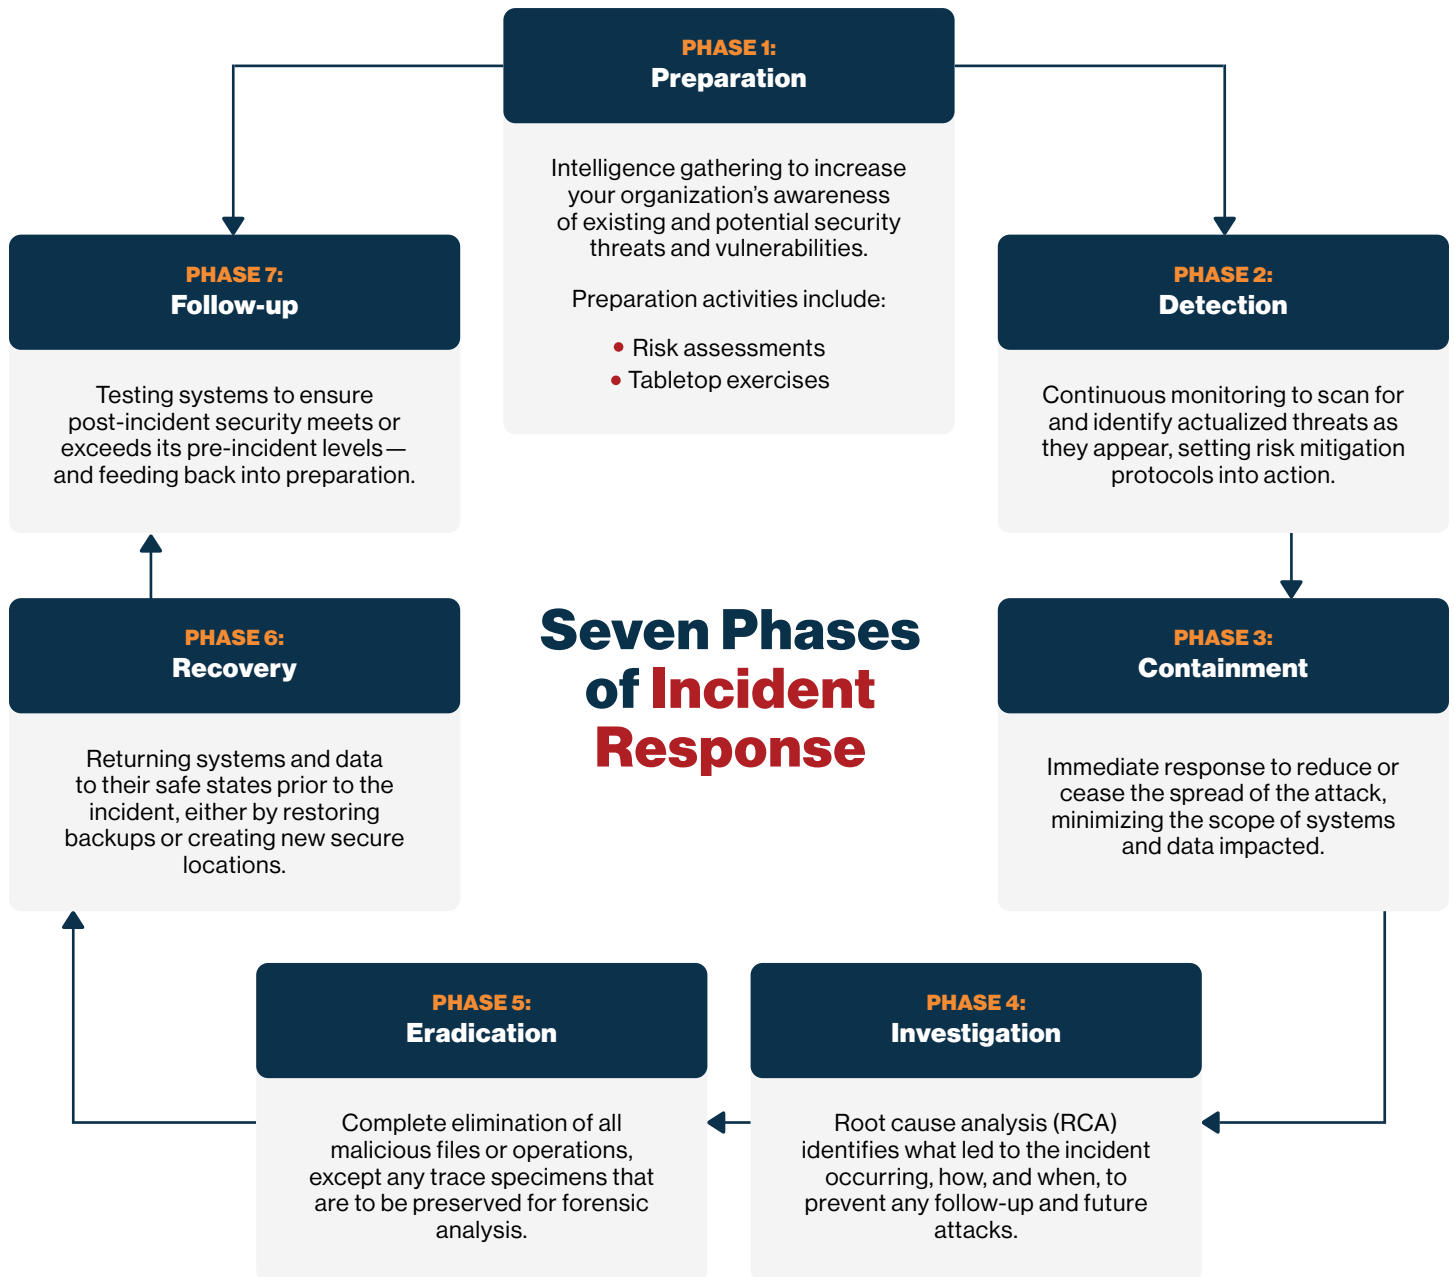 PHASE 1:
Preparation
Intelligence gathering to increase
your organization’s awareness
of existing and potential security
threats and vulnerabilities.
Preparation activities include:
• Risk assessments
• Tabletop exercises
PHASE 2:
Detection
Continuous monitoring to scan for
and identify actualized threats as
they appear, setting risk mitigation
protocols into action.
PHASE 3:
Containment
Immediate response to reduce or
cease the spread of the attack,
minimizing the scope of systems
and data impacted.
PHASE 4:
Investigation
Root cause analysis (RCA)
identifies what led to the incident
occurring, how, and when, to
prevent any follow-up and future
attacks.
PHASE 5:
Eradication
Complete elimination of all
malicious files or operations,
except any trace specimens that
are to be preserved for forensic
analysis.
PHASE 6:
Recovery
Returning systems and data
to their safe states prior to the
incident, either by restoring
backups or creating new secure
locations.
PHASE 7:
Follow-up
Testing systems to ensure
post-incident security meets or
exceeds its pre-incident levels—
and feeding back into preparation.
Seven Phases
of Incident
Response